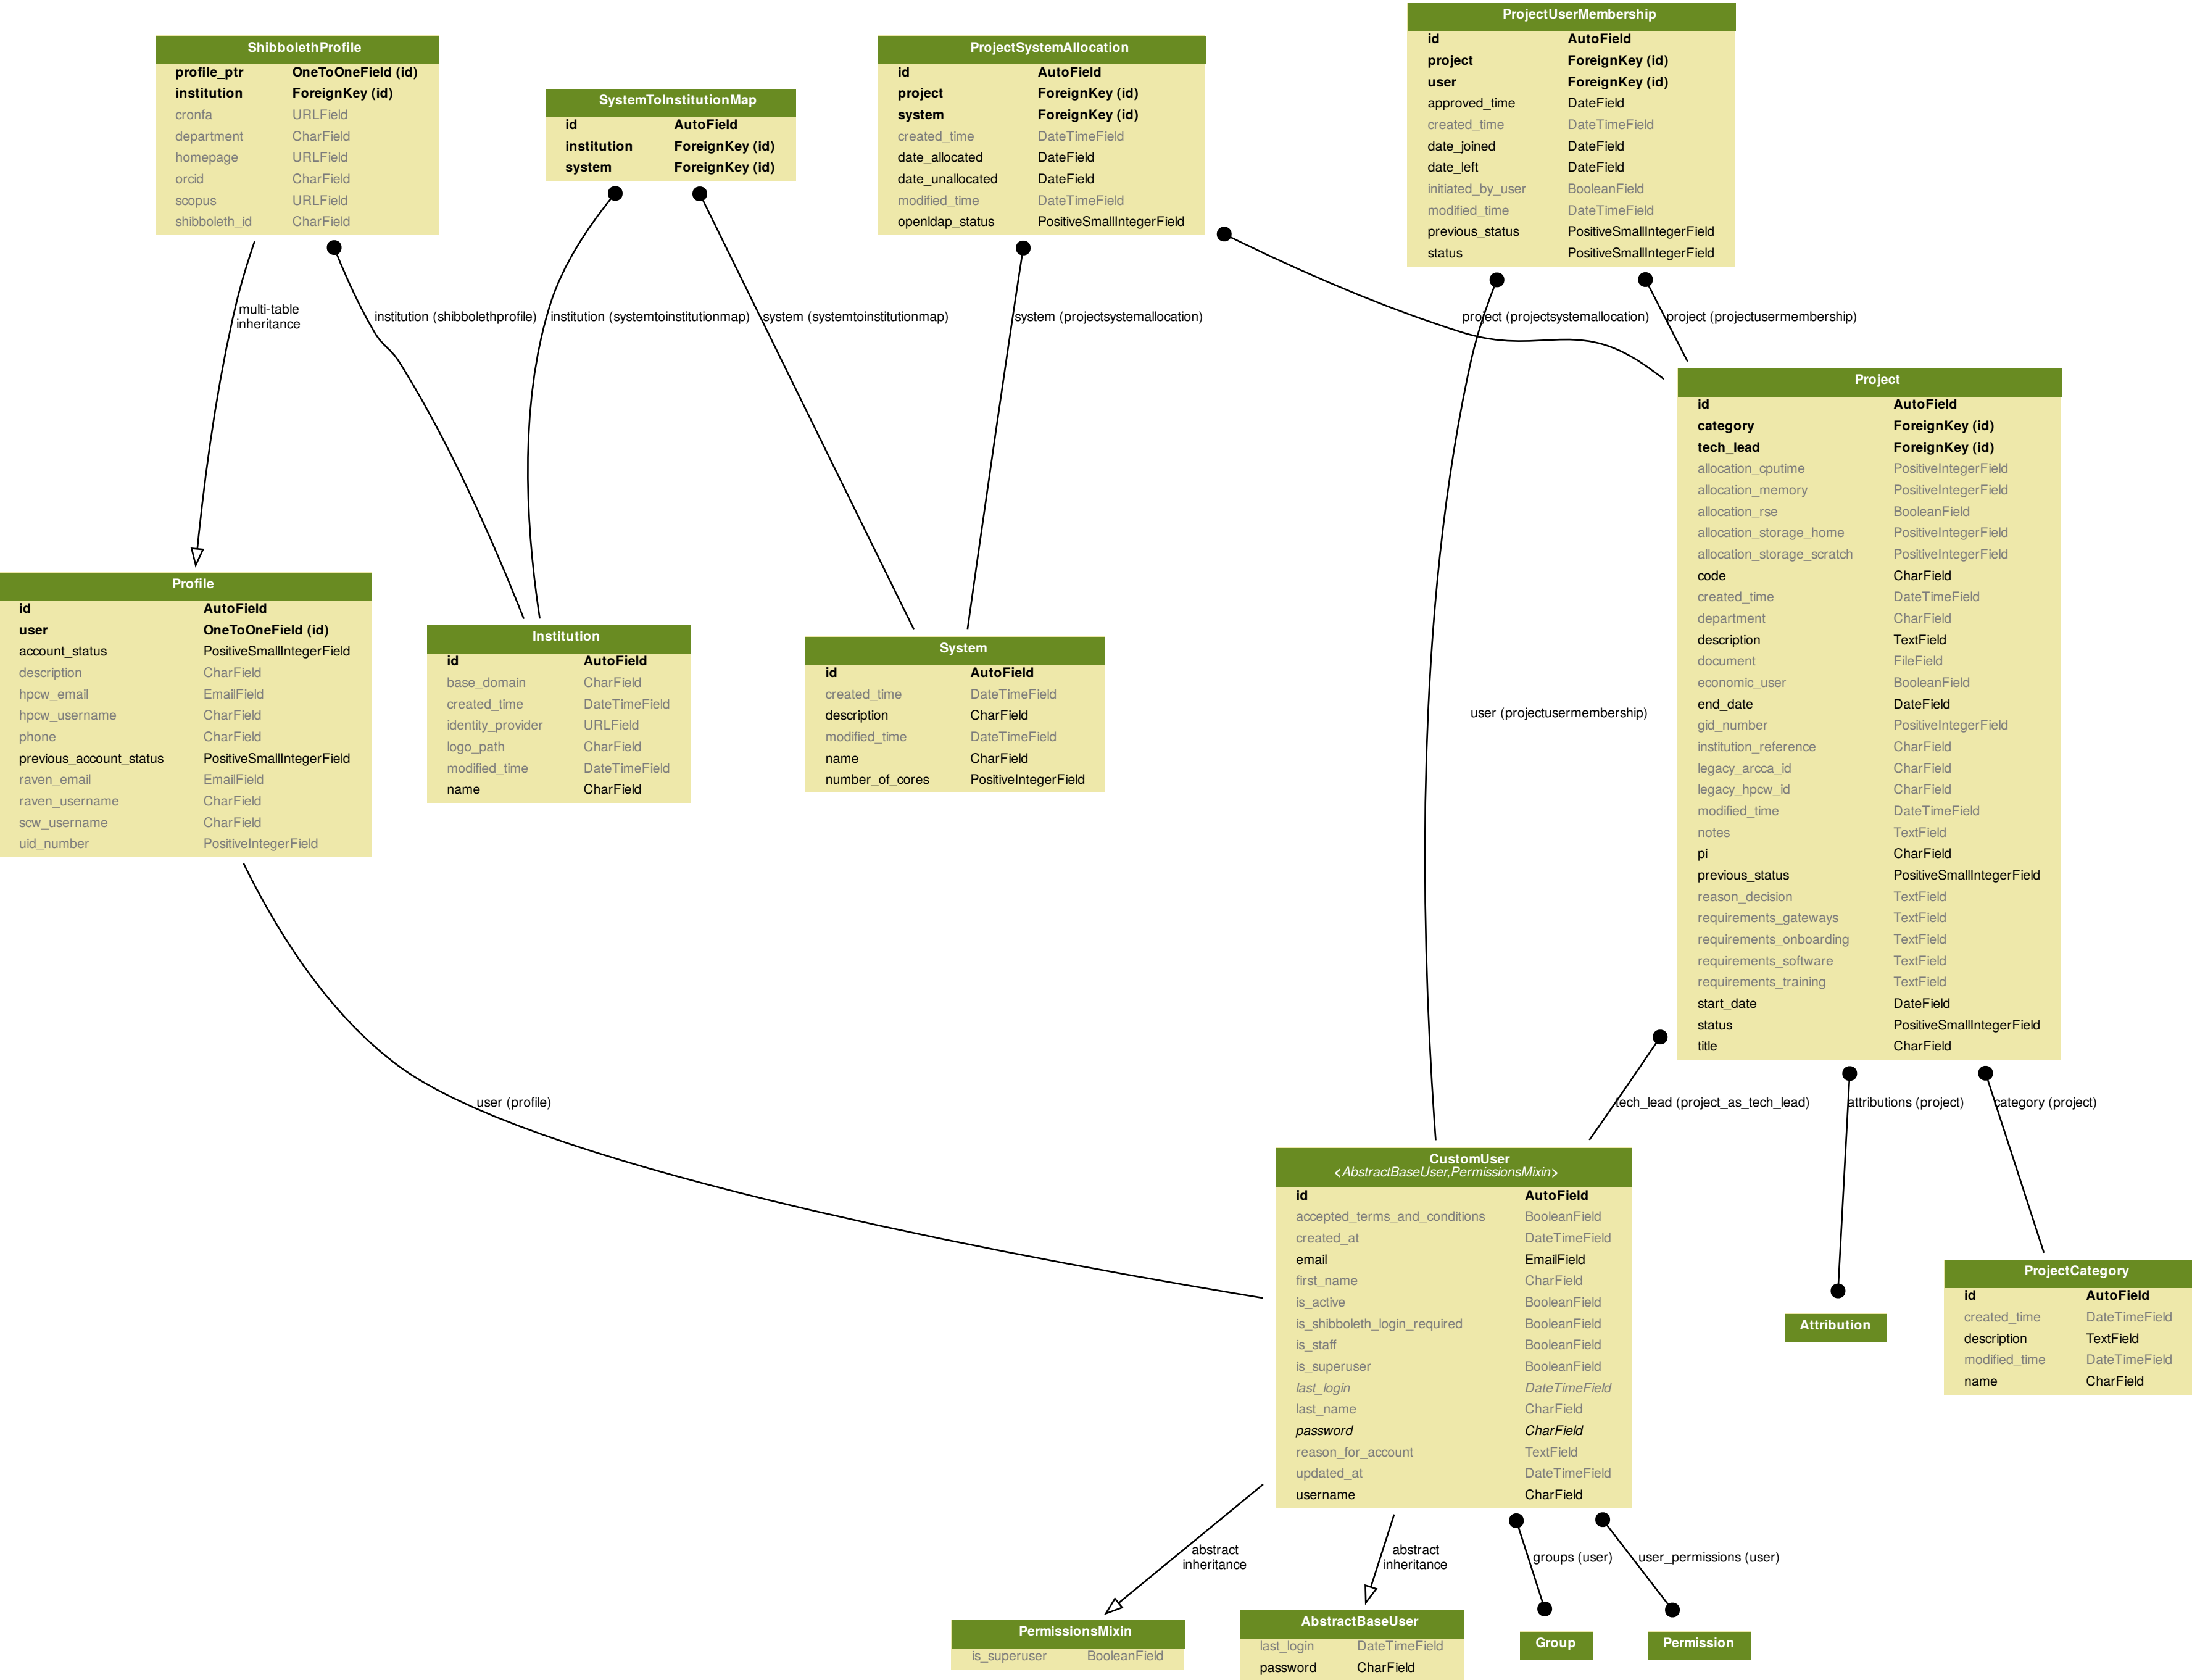 ShibbolethProfile
profile_ptr OneToOneField (id)
institution ForeignKey (id)
cronfa URLField
department CharField
homepage URLField
orcid CharField
scopus URLField
shibboleth_id CharField
SystemToInstitutionMap
id AutoField
institution ForeignKey (id)
system ForeignKey (id)
ProjectSystemAllocation
id AutoField
project ForeignKey (id)
system ForeignKey (id)
created_time DateTimeField
date_allocated DateField
date_unallocated DateField
modified_time DateTimeField
openldap_status PositiveSmallIntegerField
ProjectUserMembership
id AutoField
project ForeignKey (id)
user ForeignKey (id)
approved_time DateField
created_time DateTimeField
date_joined DateField
date_left DateField
initiated_by_user BooleanField
modified_time DateTimeField
previous_status PositiveSmallIntegerField
status PositiveSmallIntegerField
multi-table
inheritance
institution (shibbolethprofile)
institution (systemtoinstitutionmap)
system (systemtoinstitutionmap)
system (projectsystemallocation)
project (projectsystemallocation)
project (projectusermembership)
Project
id AutoField
category ForeignKey (id)
tech_lead ForeignKey (id)
allocation_cputime PositiveIntegerField
allocation_memory PositiveIntegerField
allocation_rse BooleanField
allocation_storage_home PositiveIntegerField
allocation_storage_scratch PositiveIntegerField
code CharField
created_time DateTimeField
department CharField
description TextField
document FileField
economic_user BooleanField
end_date DateField
gid_number PositiveIntegerField
institution_reference CharField
legacy_arcca_id CharField
legacy_hpcw_id CharField
modified_time DateTimeField
notes TextField
pi CharField
previous_status PositiveSmallIntegerField
reason_decision TextField
requirements_gateways TextField
requirements_onboarding TextField
requirements_software TextField
requirements_training TextField
start_date DateField
status PositiveSmallIntegerField
title CharField
Profile
id AutoField
user OneToOneField (id)
account_status PositiveSmallIntegerField
description CharField
hpcw_email EmailField
hpcw_username CharField
phone CharField
previous_account_status PositiveSmallIntegerField
raven_email EmailField
raven_username CharField
scw_username CharField
uid_number PositiveIntegerField
Institution
id AutoField
base_domain CharField
created_time DateTimeField
identity_provider URLField
logo_path CharField
modified_time DateTimeField
name CharField
System
id AutoField
created_time DateTimeField
description CharField
modified_time DateTimeField
name CharField
number_of_cores PositiveIntegerField
user (projectusermembership)
user (profile)
tech_lead (project_as_tech_lead)
attributions (project)
category (project)
CustomUser
<AbstractBaseUser,PermissionsMixin>
id AutoField
accepted_terms_and_conditions BooleanField
created_at DateTimeField
email EmailField
first_name CharField
is_active BooleanField
is_shibboleth_login_required BooleanField
is_staff BooleanField
is_superuser BooleanField
last_login DateTimeField
last_name CharField
password CharField
reason_for_account TextField
updated_at DateTimeField
username CharField
Attribution
ProjectCategory
id AutoField
created_time DateTimeField
description TextField
modified_time DateTimeField
name CharField
abstract
inheritance
abstract
inheritance
groups (user)
user_permissions (user)
PermissionsMixin
is_superuser BooleanField
AbstractBaseUser
last_login DateTimeField
password CharField
Group
Permission